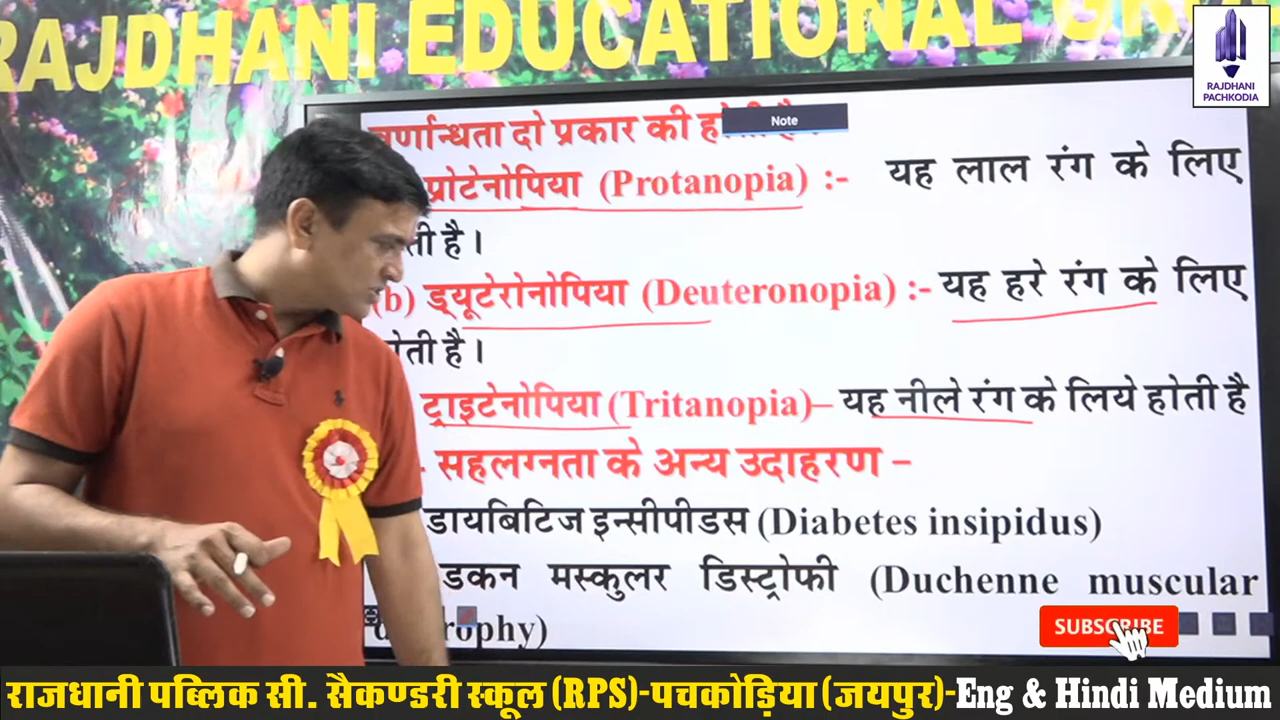 RAJDHANI EDUCATIONAL
RAJDHANI
PACHKODIA
दो प्रकार की
Note
प्रोटेनोपिया (Protanopia) :- यह लाल रंग के लिए
है।
(b) ड्यूटेरोनोपिया (Deuteronopia) :- यह हरे रंग के लिए
है।
ट्राइटेनोपिया (Tritanopia)– यह नीले रंग के लिये होती है
सहलग्नता के अन्य उदाहरण –
डायबिटिज इन्सीपीडस (Diabetes insipidus)
डकन मस्कुलर डिस्ट्रोफी (Duchenne muscular
SUBSCRIBE
राजधानी पब्लिक सी. सैकण्डरी स्कूल (RPS)-पचकोड़िया (जयपुर)-Eng & Hindi Medium